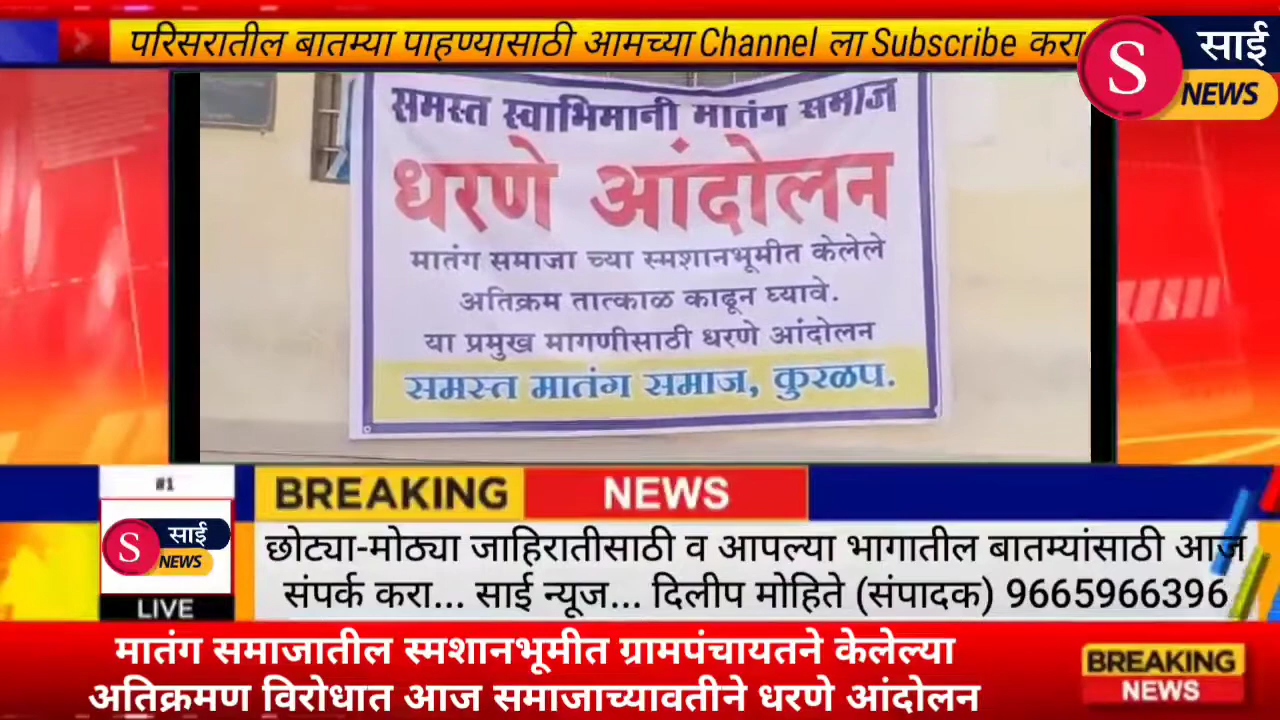 परिसरातील बातम्या पाहण्यासाठी आमच्या Channel ला Subscribe करा
S साई NEWS
समस्त स्वाभिमानी मातंग समाज
धरणे आंदोलन
मातंग समाजा च्या स्मशानभूमीत केलेले
अतिक्रम तात्काळ काढून घ्यावे.
या प्रमुख मागणीसाठी धरणे आंदोलन
समस्त मातंग समाज, कुरळप.
#1
S साई NEWS
LIVE
BREAKING NEWS
छोट्या-मोठ्या जाहिरातीसाठी व आपल्या भागातील बातम्यांसाठी आज
संपर्क करा... साई न्यूज... दिलीप मोहिते (संपादक) 9665966396
मातंग समाजातील स्मशानभूमीत ग्रामपंचायतने केलेल्या
अतिक्रमण विरोधात आज समाजाच्यावतीने धरणे आंदोलन
BREAKING
NEWS